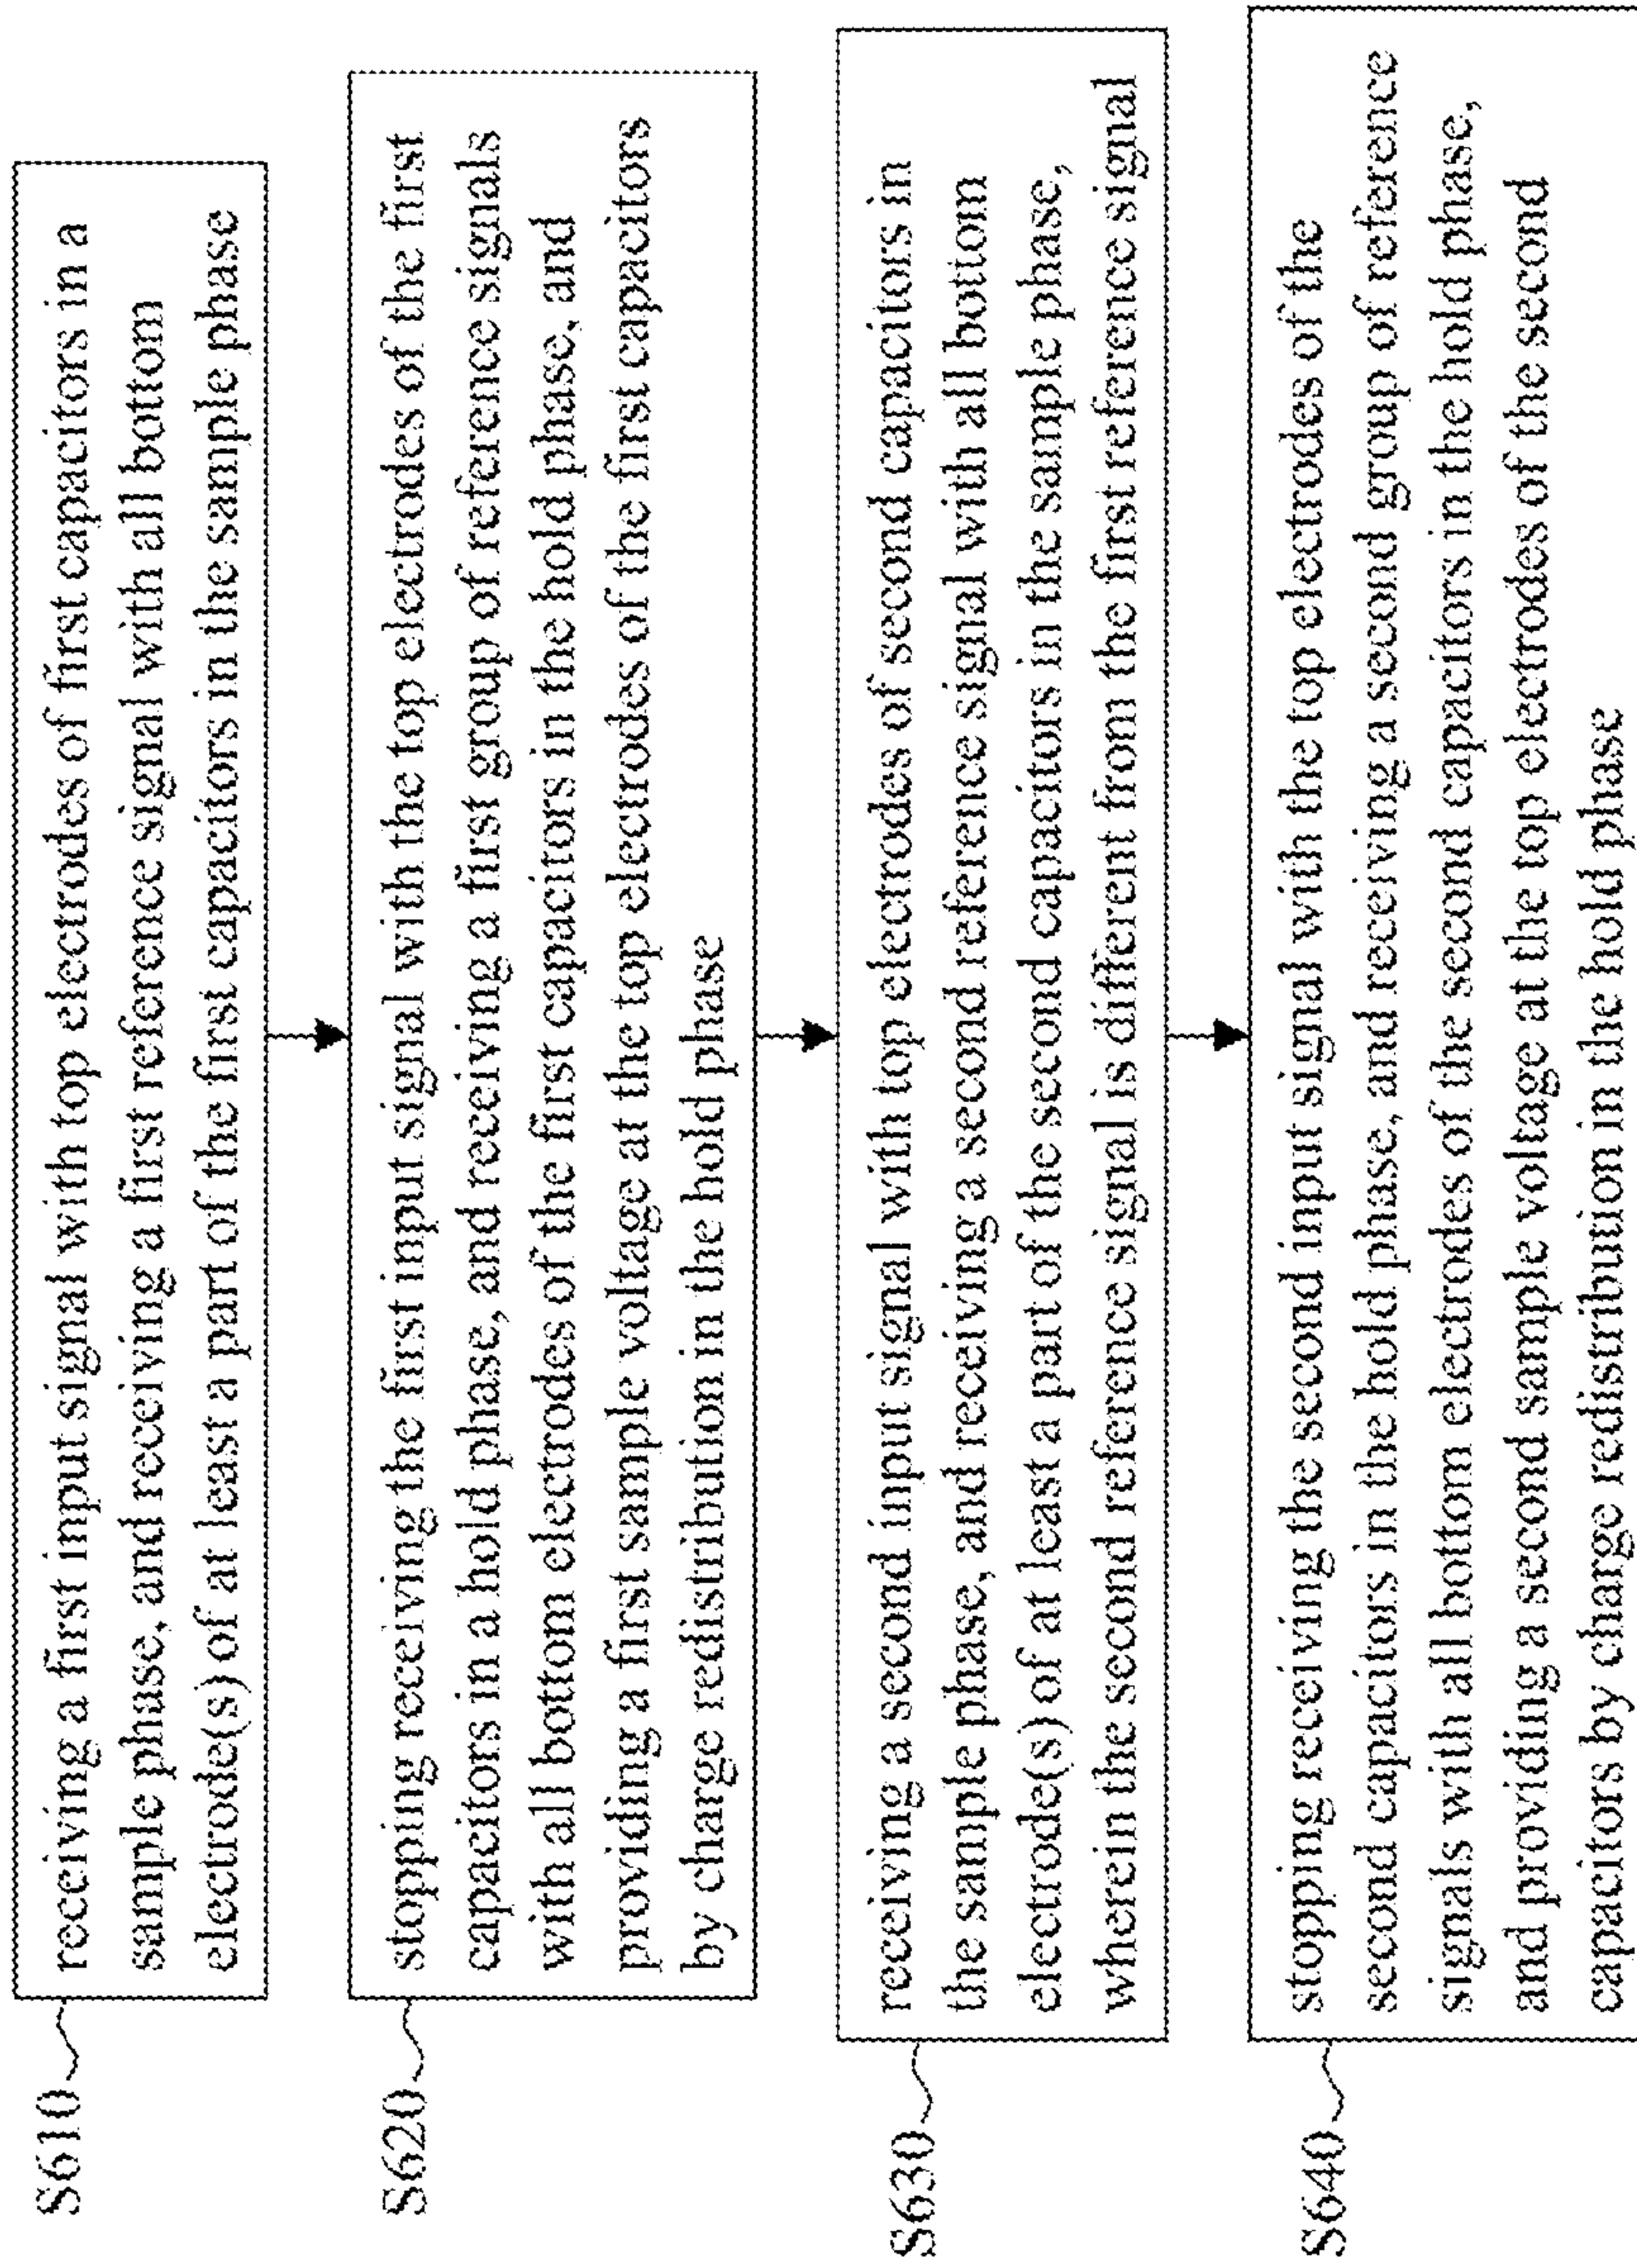 S610
receiving a first input signal with top electrodes of first capacitors in a
sample phase, and receiving a first reference signal with all bottom
electrode(s) of at least a part of the first capacitors in the sample phase
S620
stopping receiving the first input signal with the top electrodes of the first
capacitors in a hold phase, and receiving a first group of reference signals
with all bottom electrodes of the first capacitors in the hold phase, and
providing a first sample voltage at the top electrodes of the first capacitors
by charge redistribution in the hold phase
S630
receiving a second input signal with top electrodes of second capacitors in
the sample phase, and receiving a second reference signal with all bottom
electrode(s) of at least a part of the second capacitors in the sample phase,
wherein the second reference signal is different from the first reference signal
S640
stopping receiving the second input signal with the top electrodes of the
second capacitors in the hold phase, and receiving a second group of reference
signals with all bottom electrodes of the second capacitors in the hold phase,
and providing a second sample voltage at the top electrodes of the second
capacitors by charge redistribution in the hold phase